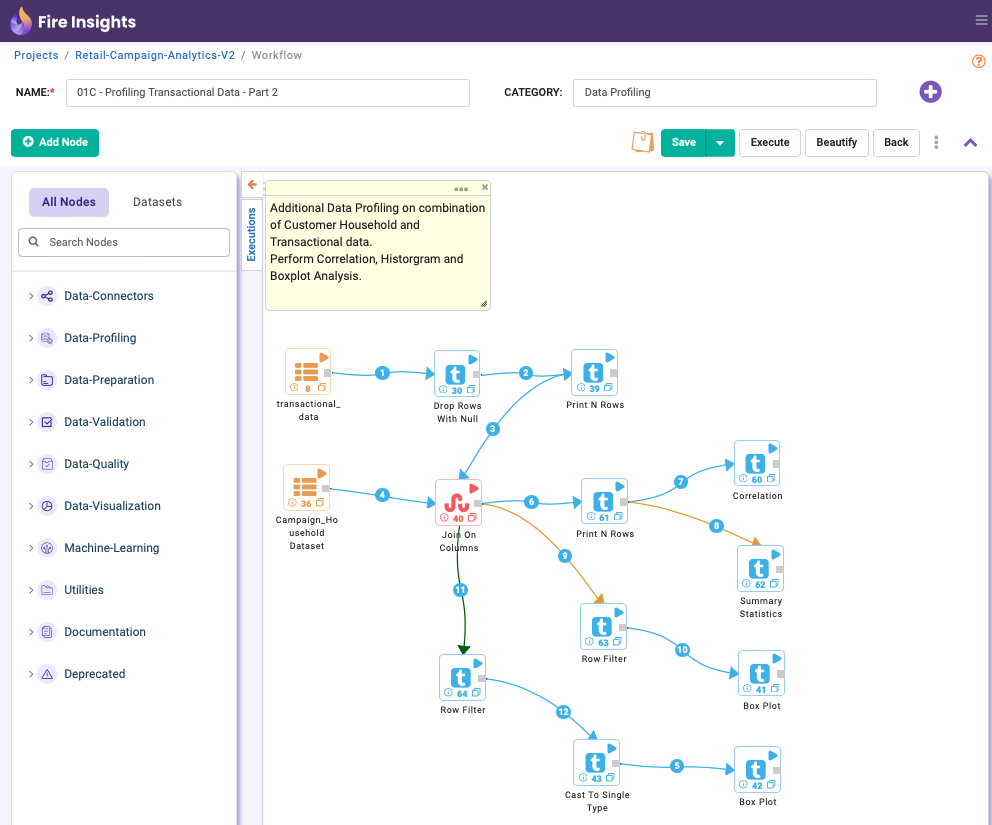 Fire Insights
Projects / Retail-Campaign-Analytics-V2 / Workflow
NAME:* 01C - Profiling Transactional Data - Part 2
CATEGORY: Data Profiling
Add Node
Save
Execute
Beautify
Back
All Nodes
Datasets
Search Nodes
Data-Connectors
Data-Profiling
Data-Preparation
Data-Validation
Data-Quality
Data-Visualization
Machine-Learning
Utilities
Documentation
Deprecated
Executions
Additional Data Profiling on combination
of Customer Household and
Transactional data.
Perform Correlation, Historgram and
Boxplot Analysis.
8
transactional_
data
1
30
Drop Rows
With Null
2
39
Print N Rows
3
36
Campaign_Ho
usehold
Dataset
4
40
Join On
Columns
6
61
Print N Rows
7
60
Correlation
8
62
Summary
Statistics
9
63
Row Filter
10
41
Box Plot
11
64
Row Filter
12
43
Cast To Single
Type
5
42
Box Plot